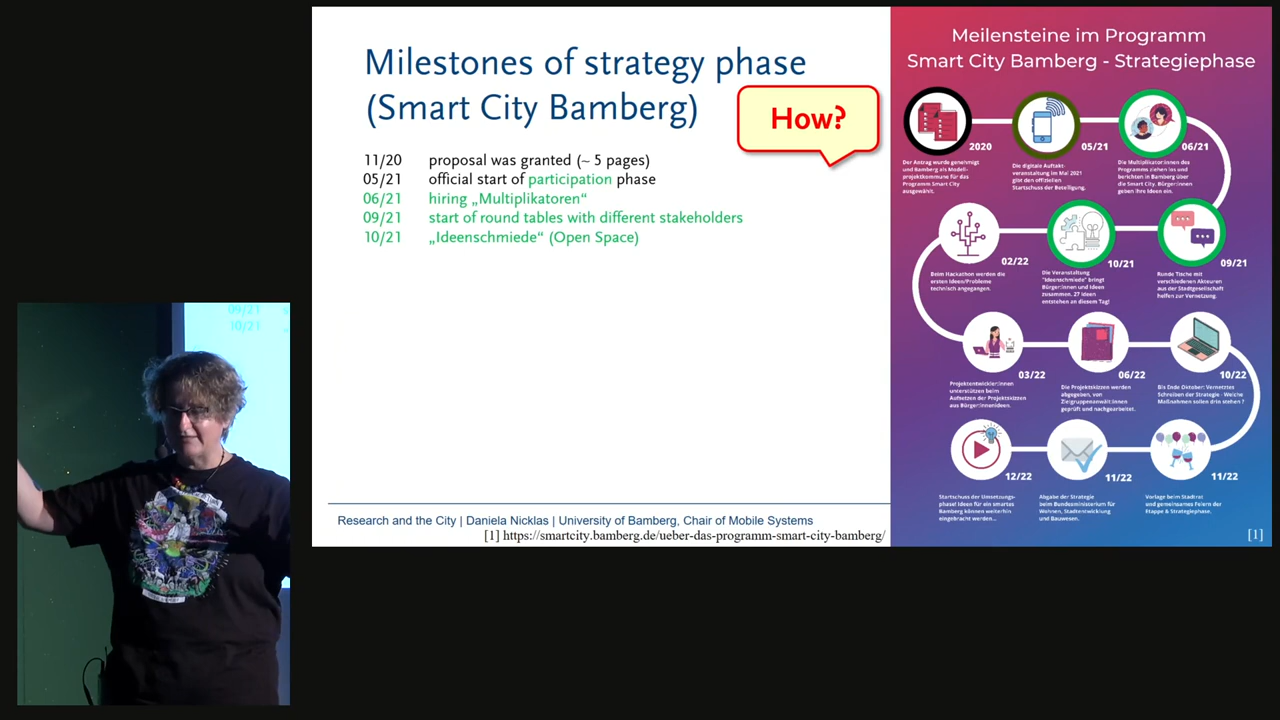 Milestones of strategy phase
(Smart City Bamberg)
How?
11/20 proposal was granted (~ 5 pages)
05/21 official start of participation phase
06/21 hiring „Multiplikatoren“
09/21 start of round tables with different stakeholders
10/21 „Ideenschmiede“ (Open Space)
Research and the City | Daniela Nicklas | University of Bamberg, Chair of Mobile Systems
[1] https://smartcity.bamberg.de/ueber-das-programm-smart-city-bamberg/
Meilensteine im Programm
Smart City Bamberg - Strategiephase
2020
Der Antrag wurde genehmigt
und Bamberg als Modell-
projektkommune für das
Programm Smart City
ausgewählt.
05/21
Die digitale Auftakt-
veranstaltung im Mai 2021
gibt den offiziellen
Startschuss der Beteiligung.
06/21
Die Multiplikator:innen des
Programms ziehen los und
berichten in Bamberg über
die Smart City. Bürger:innen
geben ihre Ideen ein.
02/22
Beim Hackathon werden die
ersten Ideen/Probleme
technisch angegangen.
10/21
Die Veranstaltung
"Ideenschmiede" bringt
Bürger:innen und Ideen
zusammen. 27 Ideen
entstehen an diesem Tag!
09/21
Runde Tische mit
verschiedenen Akteuren
aus der Stadtgesellschaft
helfen zur Vernetzung.
03/22
Projektentwickler:innen
unterstützen beim
Aufsetzen der Projektskizzen
aus Bürger:innenideen.
06/22
Die Projektskizzen werden
abgegeben, von
Zielgruppenanwält:innen
geprüft und nachgearbeitet.
10/22
Bis Ende Oktober: Vernetztes
Schreiben der Strategie - Welche
Maßnahmen sollen drin stehen ?
12/22
Startschuss der Umsetzungs-
phase! Ideen für ein smartes
Bamberg können weiterhin
eingebracht werden...
11/22
Abgabe der Strategie
beim Bundesministerium für
Wohnen, Stadtentwicklung
und Bauwesen.
11/22
Vorlage beim Stadtrat
und gemeinsames Feiern der
Etappe & Strategiephase.
[1]
09/21
10/21